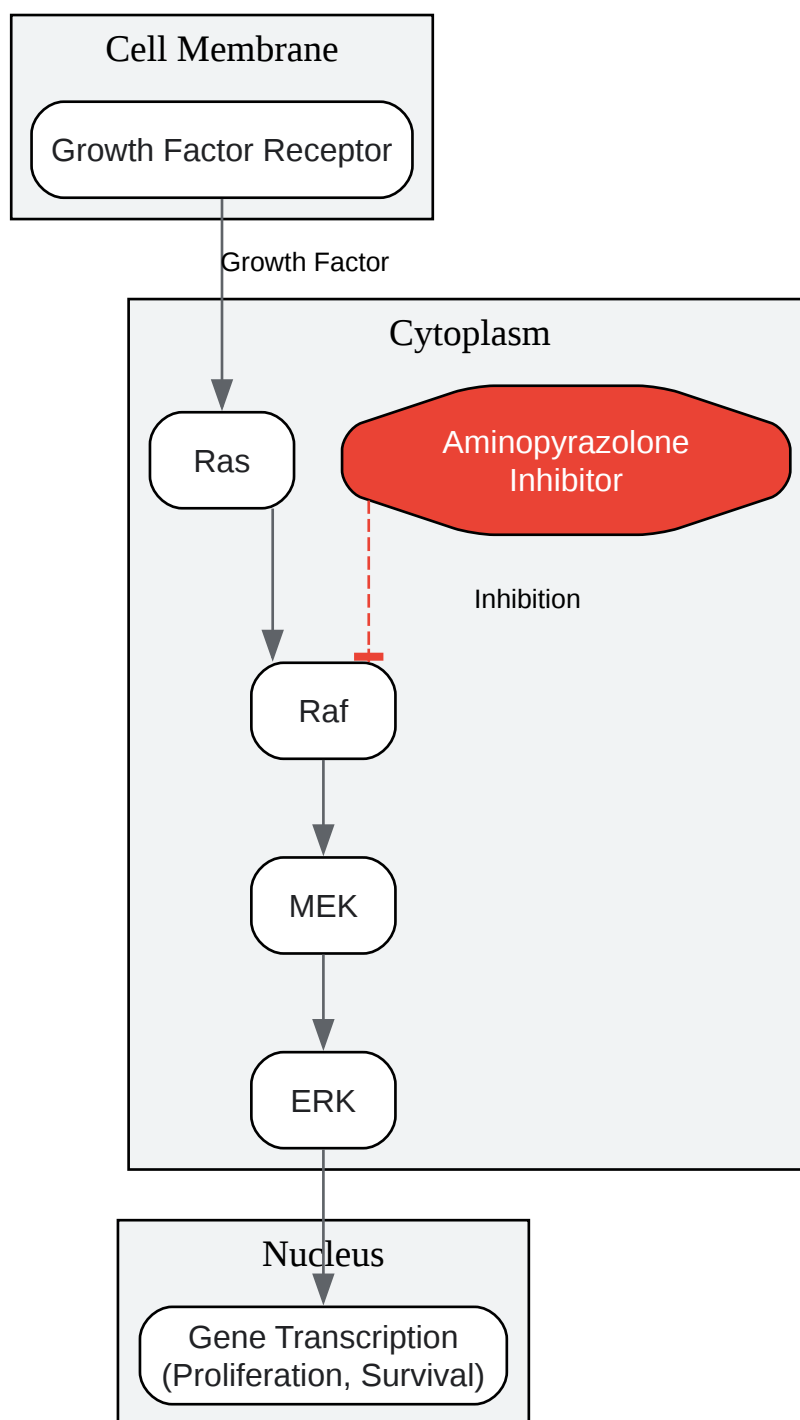 Cell Membrane
Growth Factor Receptor
Growth Factor
Cytoplasm
Ras
Aminopyrazolone
Inhibitor
Inhibition
Raf
MEK
ERK
Nucleus
Gene Transcription
(Proliferation, Survival)